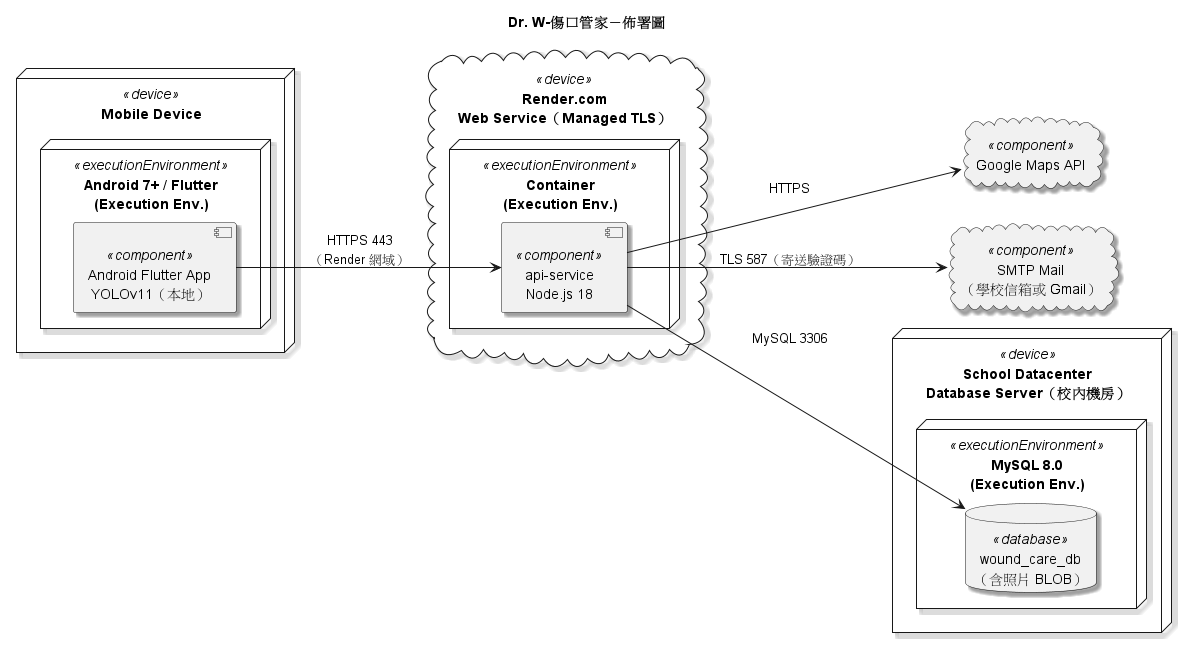 Dr. W-傷口管家－佈署圖
«device»
Mobile Device
«executionEnvironment»
Android 7+ / Flutter
(Execution Env.)
«component»
Android Flutter App
YOLOv11（本地）
HTTPS 443
（Render 網域）
«device»
Render.com
Web Service（Managed TLS）
«executionEnvironment»
Container
(Execution Env.)
«component»
api-service
Node.js 18
HTTPS
TLS 587（寄送驗證碼）
MySQL 3306
«component»
Google Maps API
«component»
SMTP Mail
（學校信箱或 Gmail）
«device»
School Datacenter
Database Server（校內機房）
«executionEnvironment»
MySQL 8.0
(Execution Env.)
«database»
wound_care_db
（含照片 BLOB）